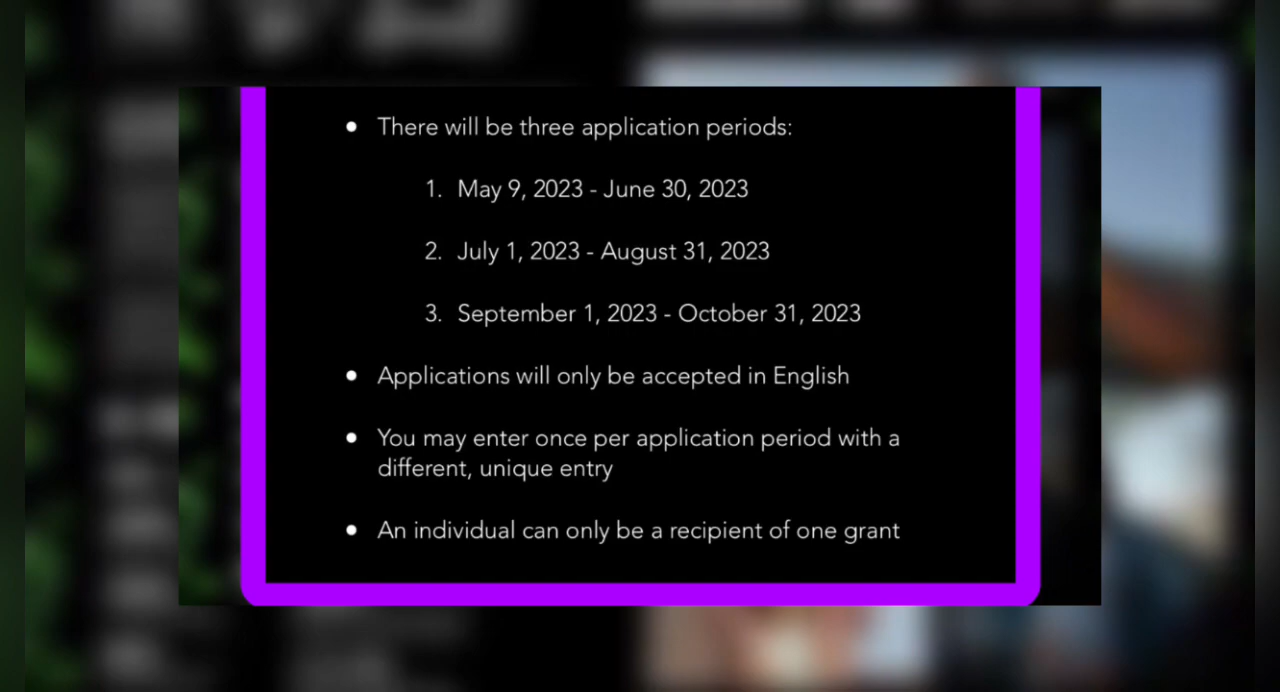 • There will be three application periods:
1. May 9, 2023 - June 30, 2023
2. July 1, 2023 - August 31, 2023
3. September 1, 2023 - October 31, 2023
• Applications will only be accepted in English
• You may enter once per application period with a
different, unique entry
• An individual can only be a recipient of one grant